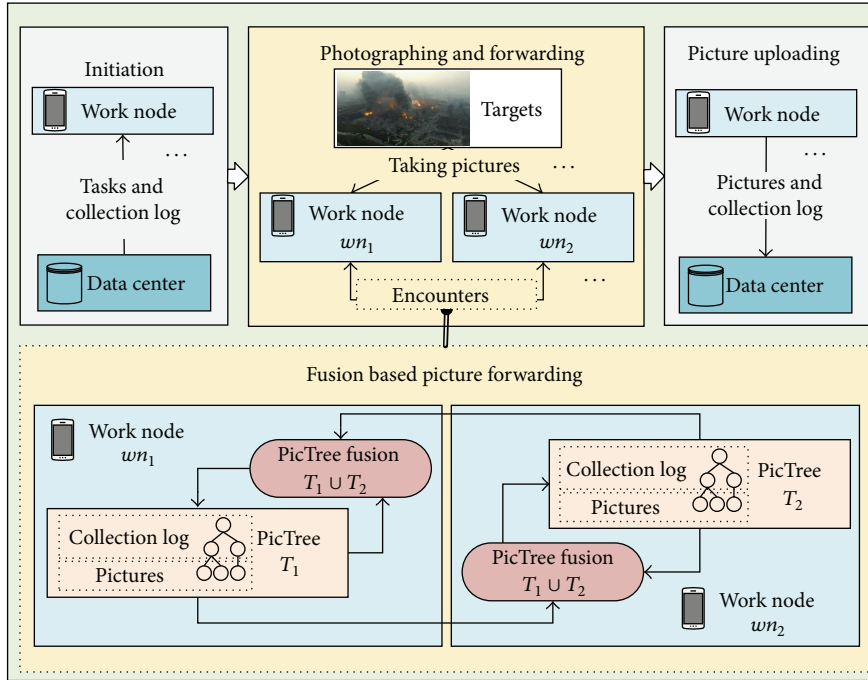 Initiation
Work node
...
Tasks and
collection log
Data center
Photographing and forwarding
Targets
Taking pictures
...
Work node
wn₁
Work node
wn₂
...
Encounters
Picture uploading
Work node
...
Pictures and
collection log
Data center
Fusion based picture forwarding
Work node
wn₁
PicTree fusion
T₁ ∪ T₂
Collection log
Pictures
PicTree
T₁
Collection log
Pictures
PicTree
T₂
PicTree fusion
T₁ ∪ T₂
Work node
wn₂